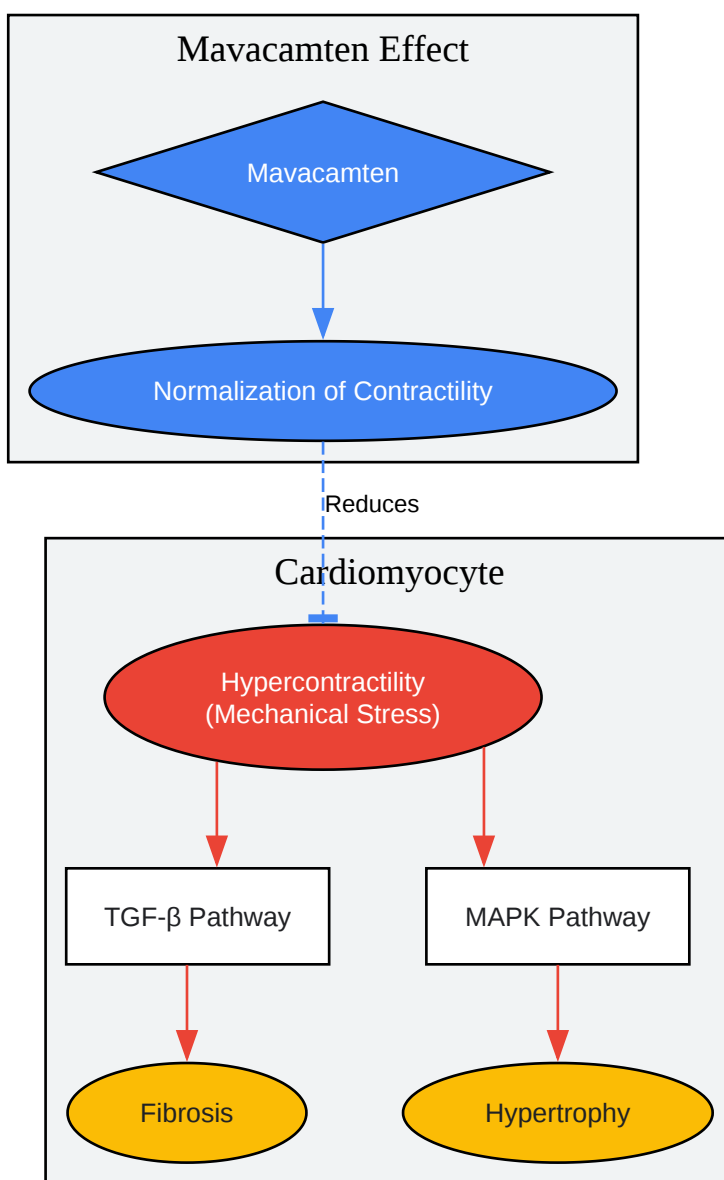 Mavacamten Effect
Mavacamten
Normalization of Contractility
Reduces
Cardiomyocyte
Hypercontractility
(Mechanical Stress)
TGF-β Pathway
MAPK Pathway
Fibrosis
Hypertrophy